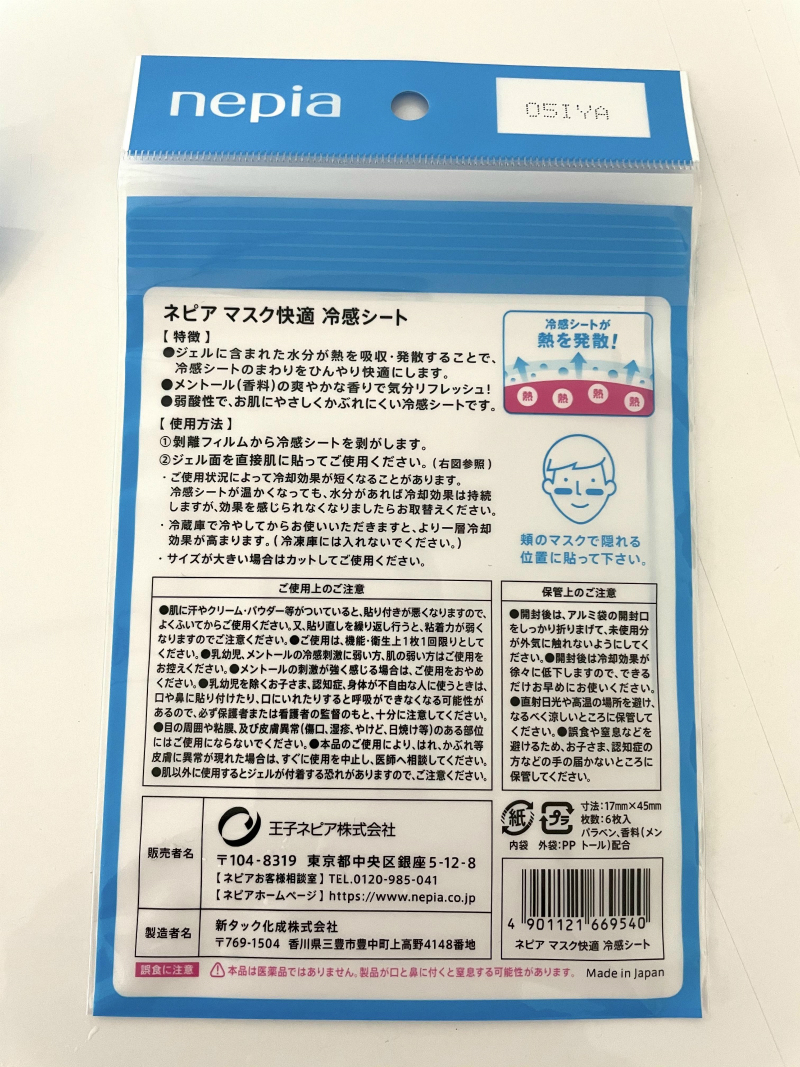 nepia
05IYA
ネピア マスク快適 冷感シート
【特徴】
●ジェルに含まれた水分が熱を吸収・発散することで、
冷感シートのまわりをひんやり快適にします。
●メントール(香料)の爽やかな香りで気分リフレッシュ!
●弱酸性で、お肌にやさしくかぶれにくい冷感シートです。
冷感シートが
熱を発散!
熱 熱 熱 熱
【使用方法】
①剝離フィルムから冷感シートを剝がします。
②ジェル面を直接肌に貼ってご使用ください。(右図参照)
・ご使用状況によって冷却効果が短くなることがあります。
冷感シートが温かくなっても、水分があれば冷却効果は持続
しますが、効果を感じられなくなりましたらお取替えください。
・冷蔵庫で冷やしてからお使いいただきますと、より一層冷却
効果が高まります。(冷凍庫には入れないでください。)
・サイズが大きい場合はカットしてご使用ください。
頬のマスクで隠れる
位置に貼って下さい。
ご使用上のご注意
●肌に汗やクリーム・パウダー等がついていると、貼り付きが悪くなりますので、
よくふいてからご使用ください。又、貼り直しを繰り返し行うと、粘着力が弱く
なりますのでご注意ください。●ご使用は、機能・衛生上1枚1回限りとして
ください。●乳幼児、メントールの冷感刺激に弱い方、肌の弱い方はご使用を
お控えください。●メントールの刺激が強く感じる場合は、ご使用をおやめ
ください。●乳幼児を除くお子さま、認知症、身体が不自由な人に使うときは、
口や鼻に貼り付けたり、口にいれたりすると呼吸ができなくなる可能性が
あるので、必ず保護者または看護者の監督のもと、十分に注意してください。
●目の周囲や粘膜、及び皮膚異常(傷口、湿疹、やけど、日焼け等)のある部位
にはご使用にならないでください。●本品のご使用により、はれ、かぶれ等
皮膚に異常が現れた場合は、すぐに使用を中止し、医師へ相談してください。
●肌以外に使用するとジェルが付着する恐れがありますので、ご注意ください。
保管上のご注意
●開封後は、アルミ袋の開封口
をしっかり折りまげて、未使用分
が外気に触れないようにしてく
ださい。●開封後は冷却効果が
徐々に低下しますので、できる
だけお早めにお使いください。
●直射日光や高温の場所を避け、
なるべく涼しいところに保管して
ください。●誤食や窒息などを
避けるため、お子さま、認知症の
方などの手の届かないところに
保管してください。
販売者名
王子ネピア株式会社
〒104-8319 東京都中央区銀座5-12-8
【ネピアお客様相談室】TEL.0120-985-041
【ネピアホームページ】https://www.nepia.co.jp
製造者名
新タック化成株式会社
〒769-1504 香川県三豊市豊中町上高野4148番地
紙
内袋
プラ
外袋:PP
寸法:17mm×45mm
枚数:6枚入
パラベン、香料(メン
トール)配合
4 901121 669540
ネピア マスク快適 冷感シート
誤食に注意 本品は医薬品ではありません。製品が口と鼻に付くと窒息する可能性があります。 Made in Japan